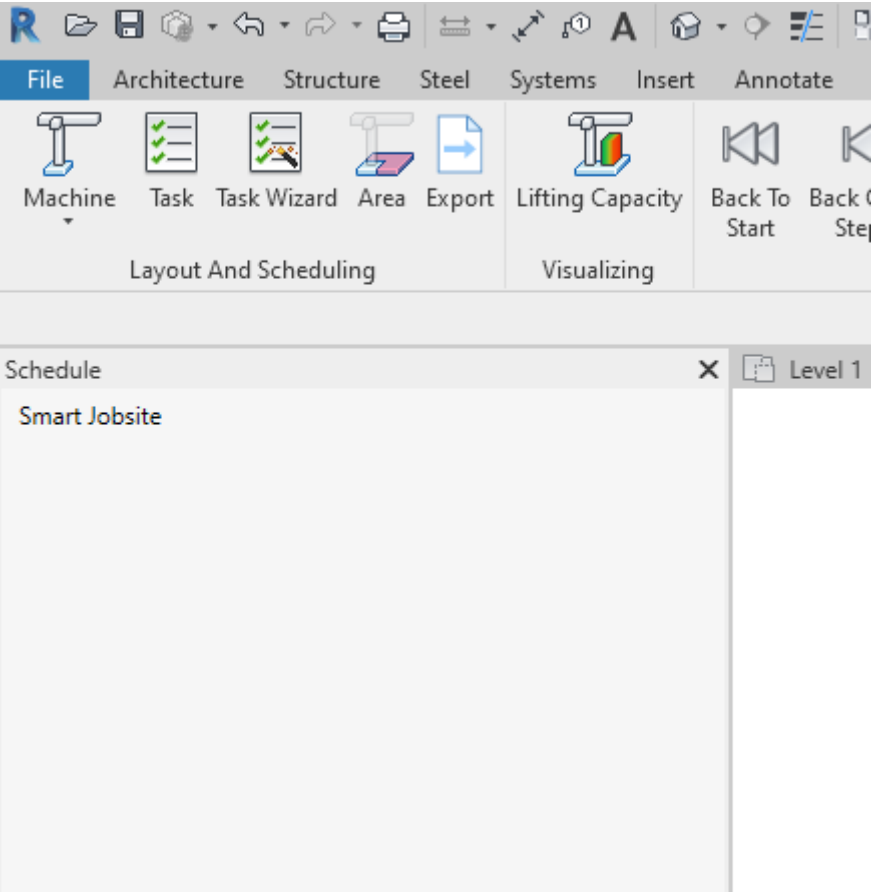 File Architecture Structure Steel Systems Insert Annotate
Machine Task Task Wizard Area Export Lifting Capacity Back To Back
Start
Layout And Scheduling Visualizing
Schedule Level 1
Smart Jobsite